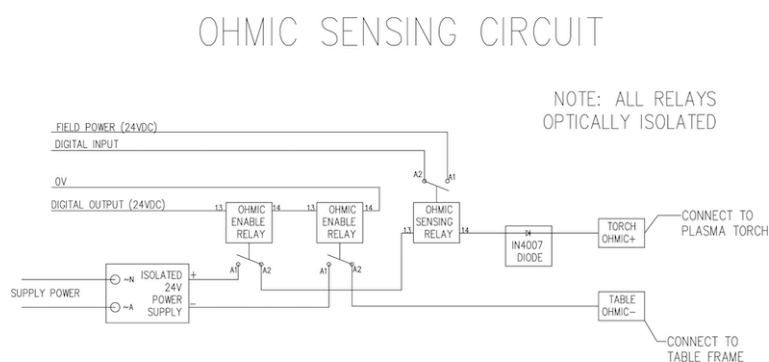 OHMIC SENSING CIRCUIT
NOTE: ALL RELAYS
OPTICALLY ISOLATED
FIELD POWER (24VDC)
DIGITAL INPUT
A2
A1
0V
DIGITAL OUTPUT (24VDC)
13
OHMIC
ENABLE
RELAY
14
13
OHMIC
ENABLE
RELAY
14
13
OHMIC
SENSING
RELAY
14
IN4007
DIODE
TORCH
OHMIC+
CONNECT TO
PLASMA TORCH
A1
A2
A1
A2
SUPPLY POWER
~N
~A
ISOLATED
24V
POWER
SUPPLY
+
−
TABLE
OHMIC−
CONNECT TO
TABLE FRAME